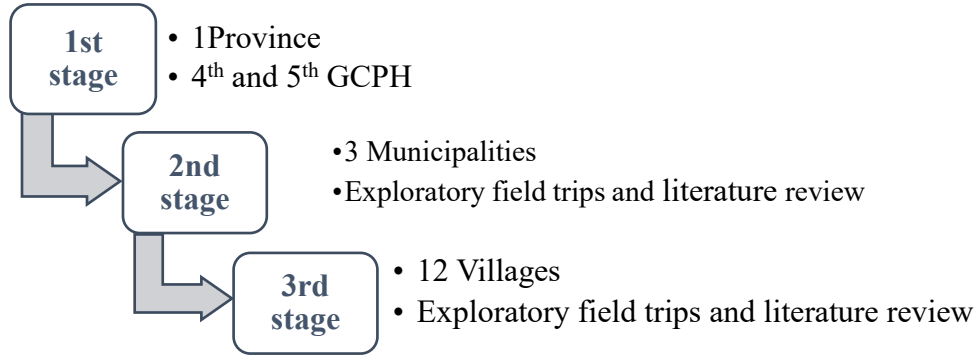 1st
stage
• 1Province
• 4th and 5th GCPH
2nd
stage
•3 Municipalities
•Exploratory field trips and literature review
3rd
stage
• 12 Villages
• Exploratory field trips and literature review